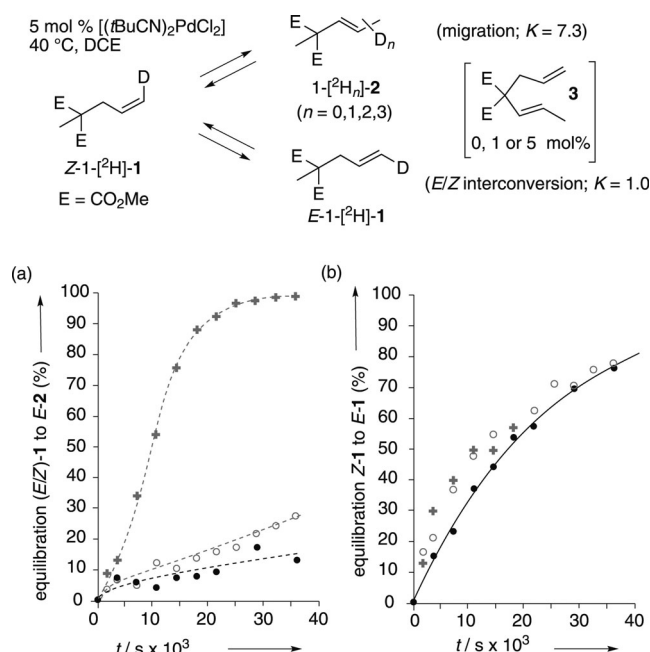 5 mol % [(tBuCN)₂PdCl₂]
40 °C, DCE
D
E
E
Z-1-[²H]-1
E = CO₂Me
E
E
Dₙ
1-[²Hₙ]-2
(n = 0,1,2,3)
E
E
D
E-1-[²H]-1
(migration; K = 7.3)
E
E
3
0, 1 or 5 mol%
(E/Z interconversion; K = 1.0
(a)
equilibration (E/Z)-1 to E-2 (%)
100
90
80
70
60
50
40
30
20
10
0
0 10 20 30 40
t / s x 10³
(b)
equilibration Z-1 to E-1 (%)
100
80
70
60
50
40
30
20
10
0
0 10 20 30 40
t / s x 10³